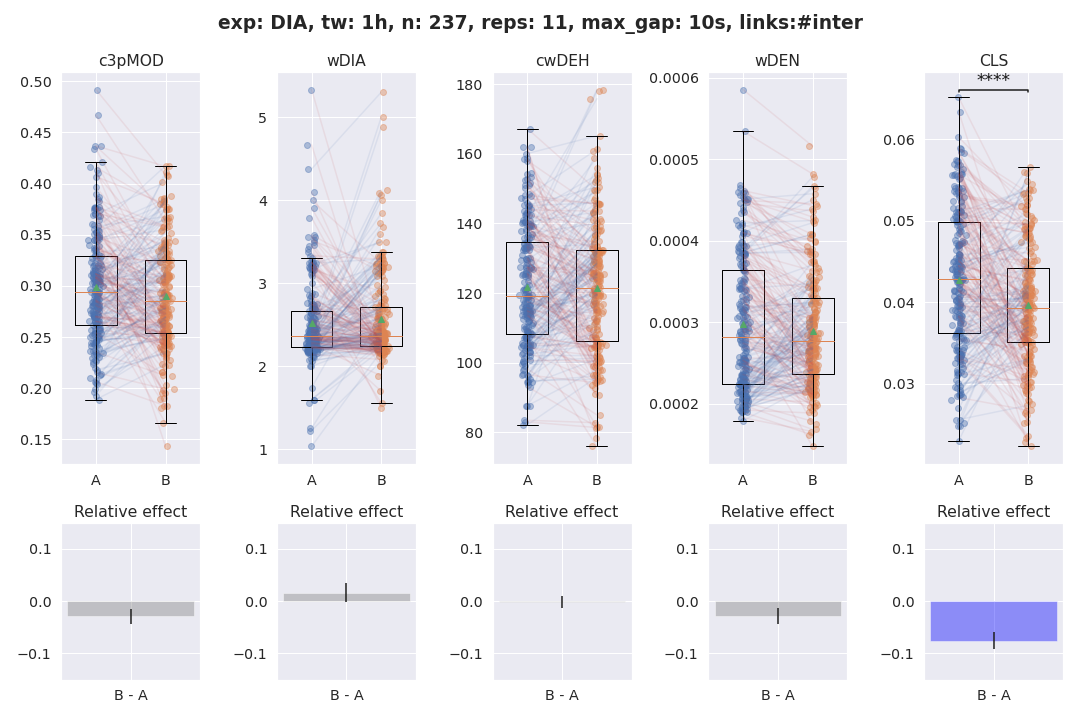 exp: DIA, tw: 1h, n: 237, reps: 11, max_gap: 10s, links:#inter
c3pMOD
0.50
0.45
0.40
0.35
0.30
0.25
0.20
0.15
A B
wDIA
5
4
3
2
1
A B
cwDEH
180
160
140
120
100
80
A B
wDEN
0.0006
0.0005
0.0004
0.0003
0.0002
A B
CLS
****
0.06
0.05
0.04
0.03
A B
Relative effect
0.1
0.0
−0.1
B - A
Relative effect
0.1
0.0
−0.1
B - A
Relative effect
0.1
0.0
−0.1
B - A
Relative effect
0.1
0.0
−0.1
B - A
Relative effect
0.1
0.0
−0.1
B - A